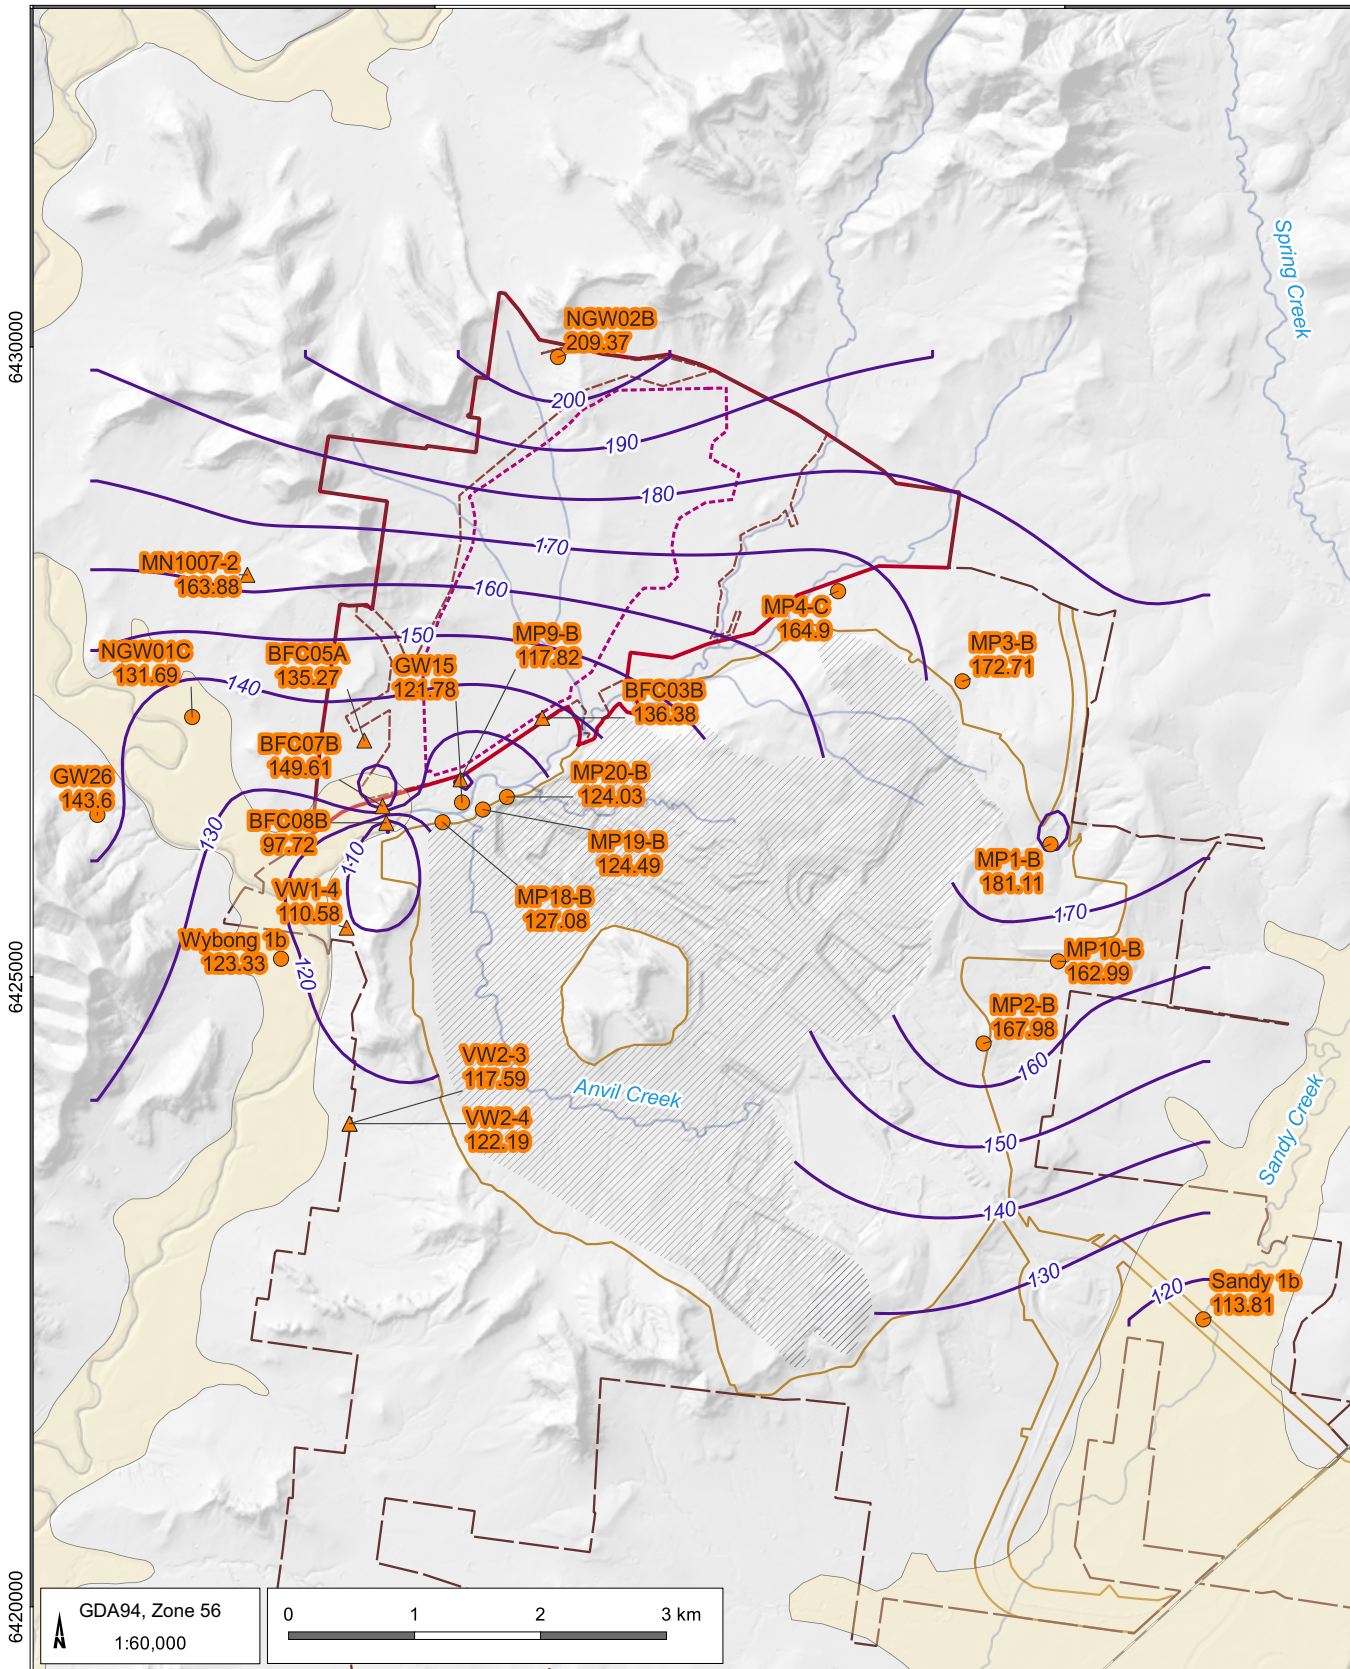 Spring Creek
NGW02B
209.37
6430000
200
190
180
170
MN1007-2
163.88
160
MP4-C
164.9
150
MP9-B
117.82
NGW01C
131.69
BFC05A
135.27
GW15
121.78
MP3-B
172.71
140
BFC03B
136.38
BFC07B
149.61
GW26
143.6
MP20-B
124.03
BFC08B
97.72
130
110
MP19-B
124.49
MP1-B
181.11
VW1-4
110.58
MP18-B
127.08
170
Wybong 1b
123.33
MP10-B
162.99
6425000
120
MP2-B
167.98
VW2-3
117.59
160
Anvil Creek
VW2-4
122.19
Sandy Creek
150
140
130
120
Sandy 1b
113.81
6420000
GDA94, Zone 56
N
1:60,000
0 1 2 3 km